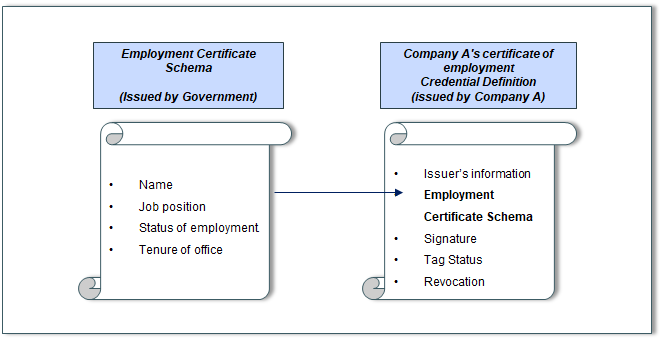 Employment Certificate
Schema
(Issued by Government)
• Name
• Job position
• Status of employment
• Tenure of office
Company A's certificate of
employment
Credential Definition
(issued by Company A)
• Issuer's information
• Employment
Certificate Schema
• Signature
• Tag Status
• Revocation